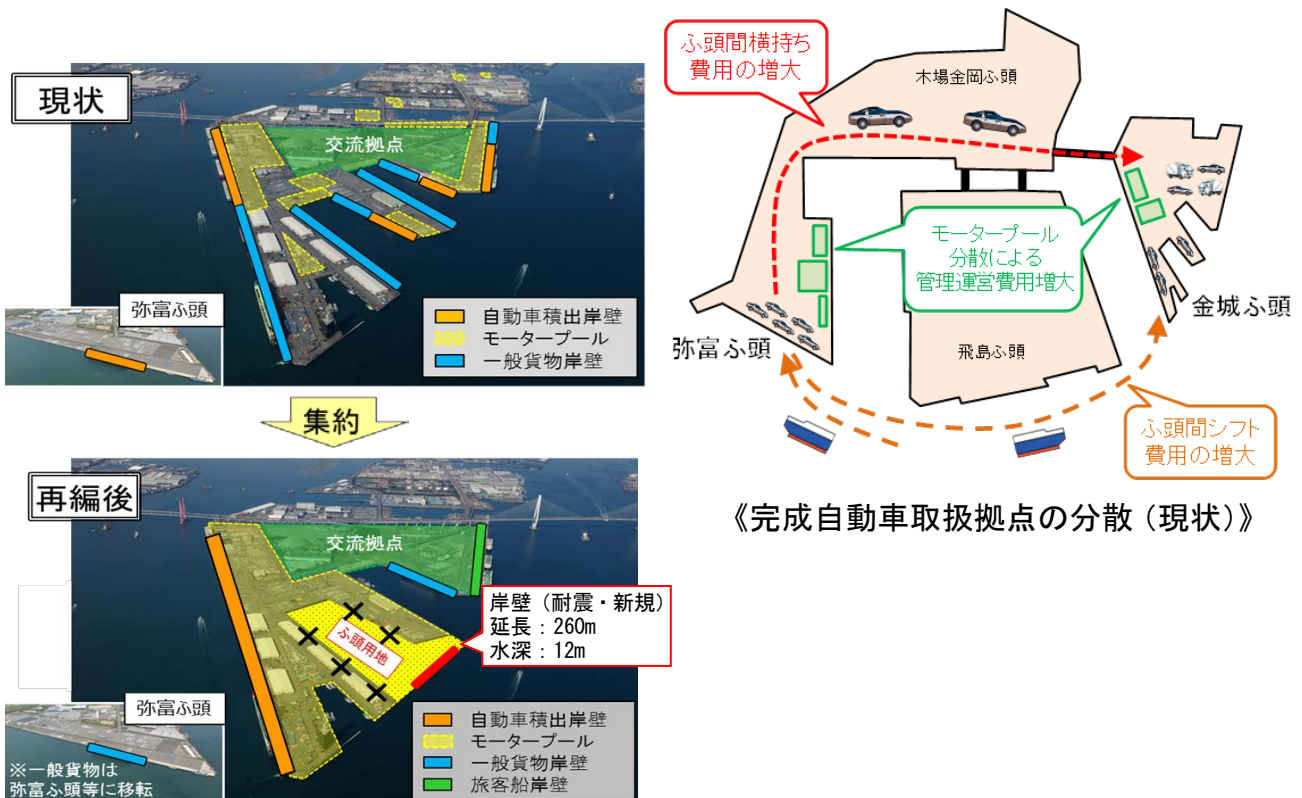 現状
交流拠点
弥富ふ頭
自動車積出岸壁
モータープール
一般貨物岸壁
集約
再編後
交流拠点
ふ頭用地
岸壁（耐震・新規）
延長：260m
水深：12m
弥富ふ頭
※一般貨物は
弥富ふ頭等に移転
自動車積出岸壁
モータープール
一般貨物岸壁
旅客船岸壁
ふ頭間横持ち
費用の増大
木場金岡ふ頭
モータープール
分散による
管理運営費用増大
弥富ふ頭
飛島ふ頭
金城ふ頭
ふ頭間シフト
費用の増大
《完成自動車取扱拠点の分散（現状）》